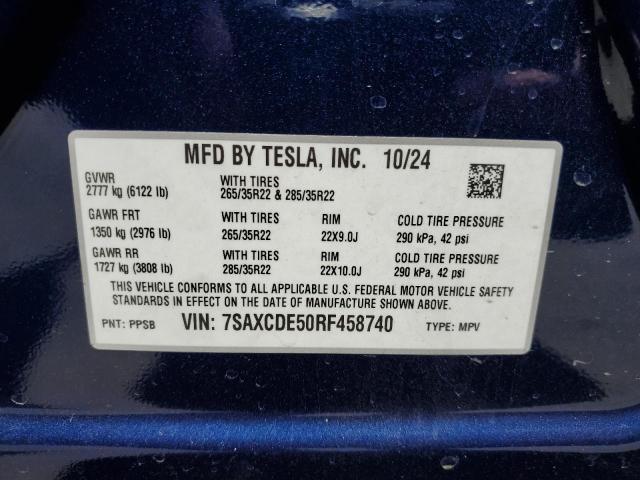 MFD BY TESLA, INC. 10/24
GVWR
2777 kg (6122 lb)
WITH TIRES
265/35R22 & 285/35R22
GAWR FRT
1350 kg (2976 lb)
WITH TIRES
265/35R22
RIM
22X9.0J
COLD TIRE PRESSURE
290 kPa, 42 psi
GAWR RR
1727 kg (3808 lb)
WITH TIRES
285/35R22
RIM
22X10.0J
COLD TIRE PRESSURE
290 kPa, 42 psi
THIS VEHICLE CONFORMS TO ALL APPLICABLE U.S. FEDERAL MOTOR VEHICLE SAFETY
STANDARDS IN EFFECT ON THE DATE OF MANUFACTURE SHOWN ABOVE.
PNT: PPSB VIN: 7SAXCDE50RF458740 TYPE: MPV